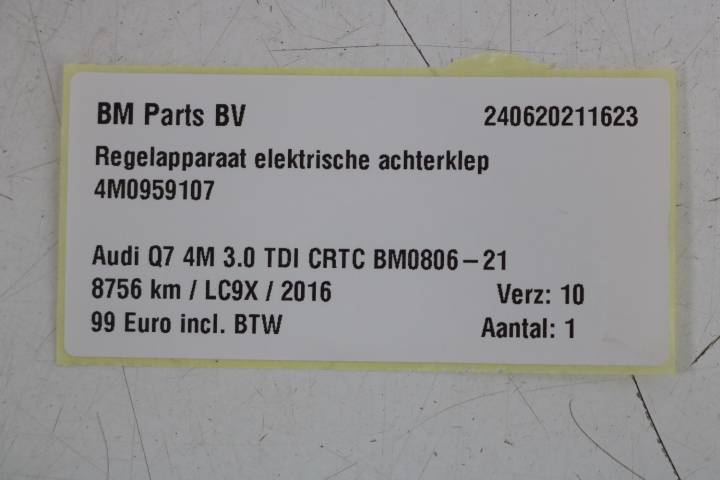 BM Parts BV 240620211623
Regelapparaat elektrische achterklep
4M0959107
Audi Q7 4M 3.0 TDI CRTC BM0806-21
8756 km / LC9X / 2016 Verz: 10
99 Euro incl. BTW Aantal: 1